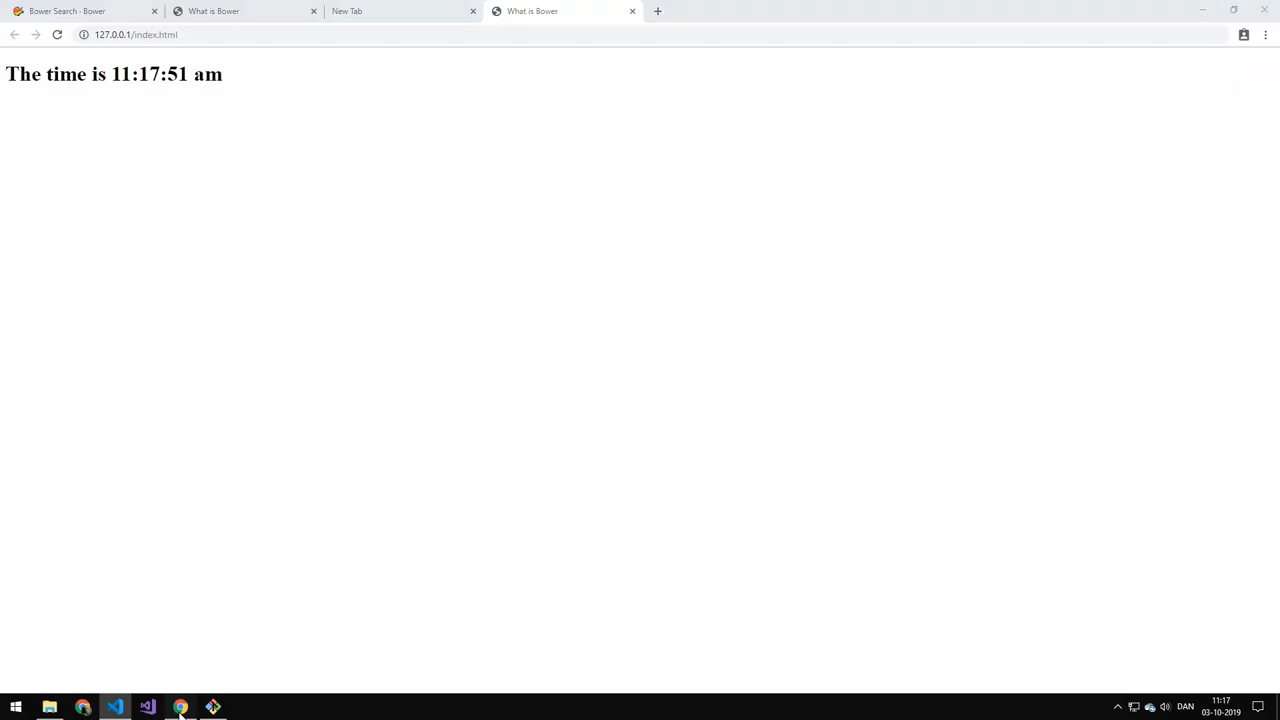 Bower Search - Bower
What is Bower
New Tab
What is Bower
127.0.0.1/index.html
The time is 11:17:51 am
DAN
11:17
03-10-2019